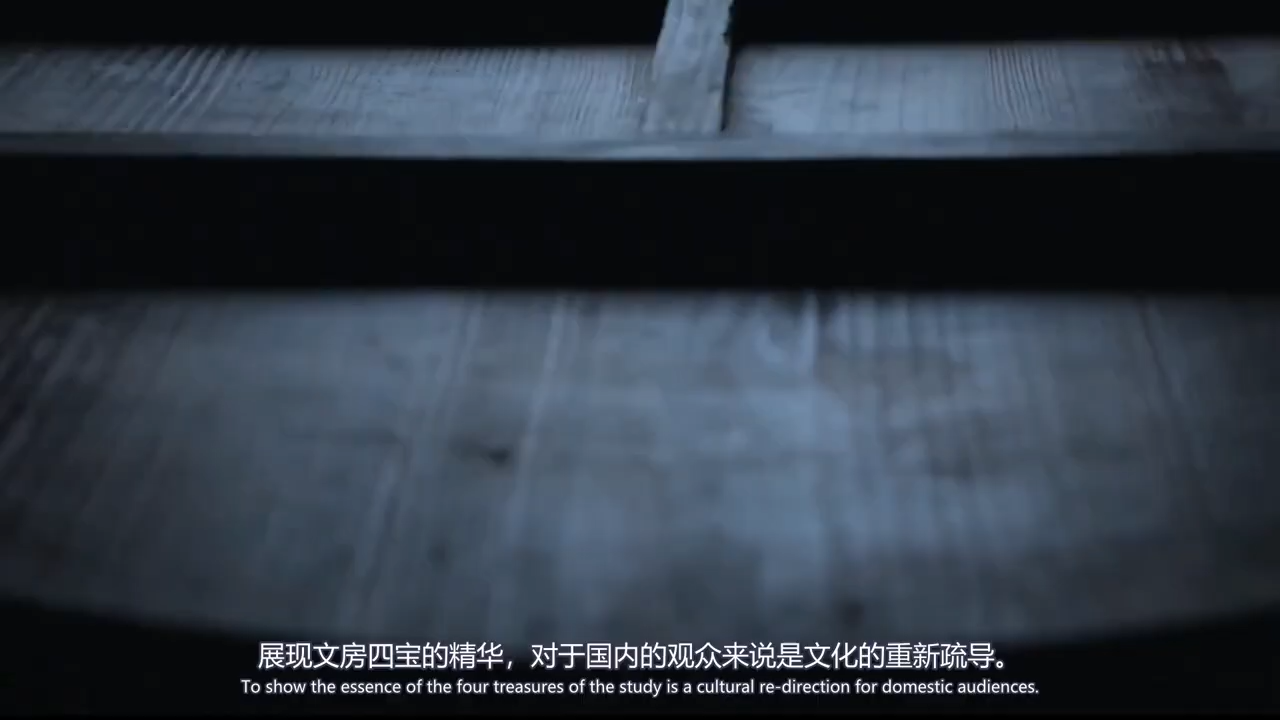 展现文房四宝的精华，对于国内的观众来说是文化的重新疏导。
To show the essence of the four treasures of the study is a cultural re-direction for domestic audiences.